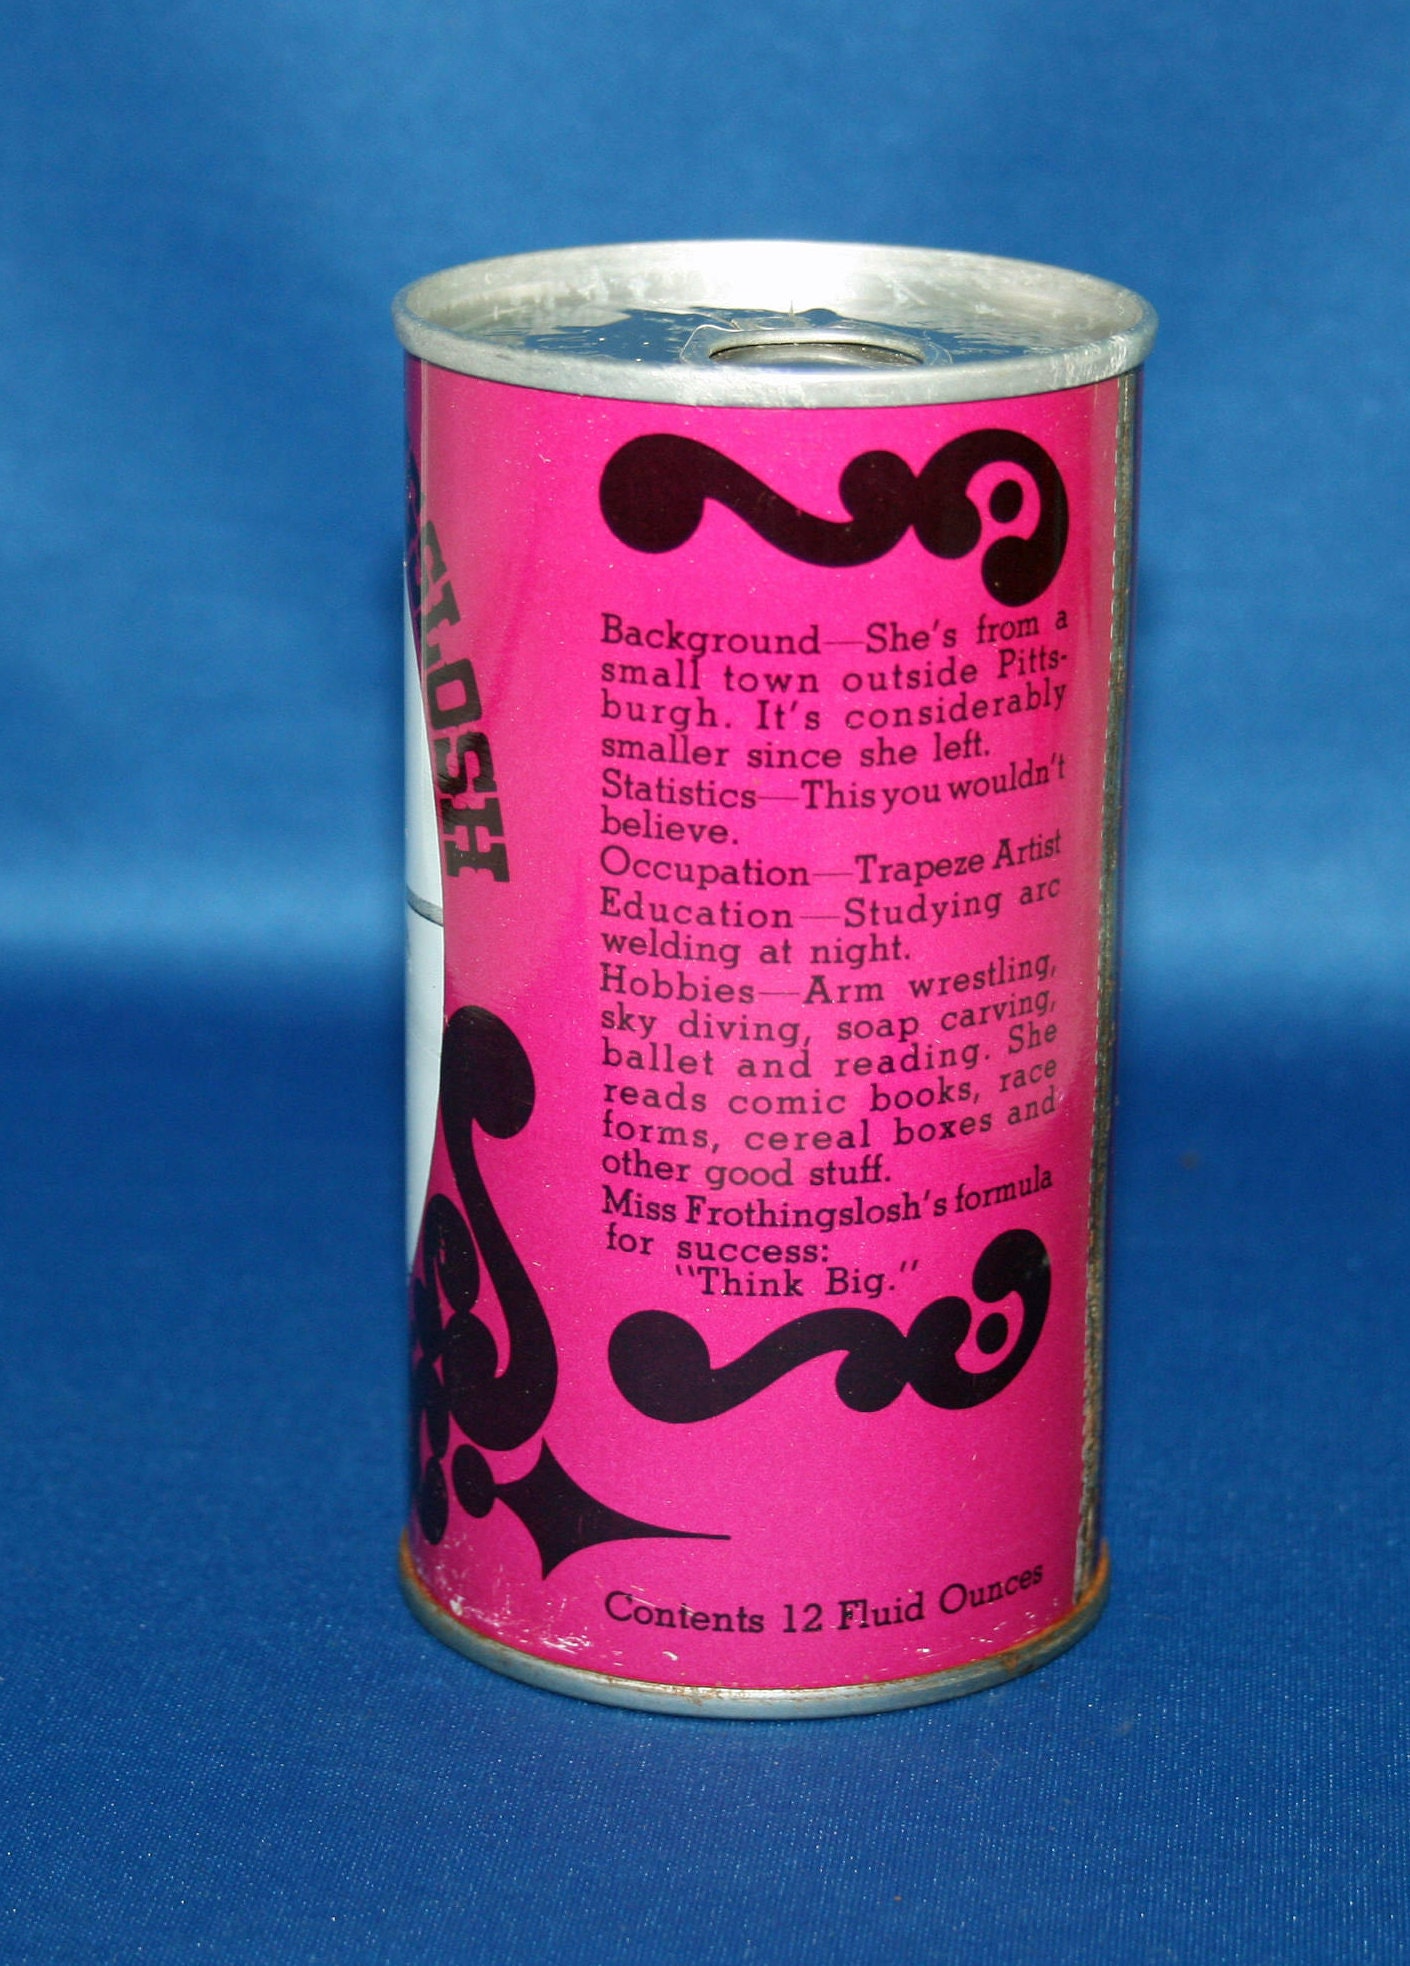 SLOSH
Background—She's from a
small town outside Pitts-
burgh. It's considerably
smaller since she left.
Statistics—This you wouldn't
believe.
Occupation—Trapeze Artist
Education—Studying arc
welding at night.
Hobbies—Arm wrestling,
sky diving, soap carving,
ballet and reading. She
reads comic books, race
forms, cereal boxes and
other good stuff.
Miss Frothingslosh's formula
for success:
"Think Big."
Contents 12 Fluid Ounces